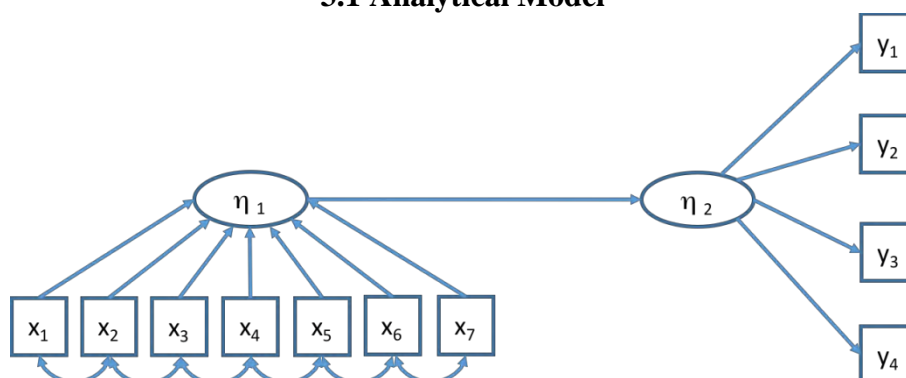 3.1 Analytical Model
y₁
y₂
η ₁
η ₂
y₃
x₁ x₂ x₃ x₄ x₅ x₆ x₇
y₄